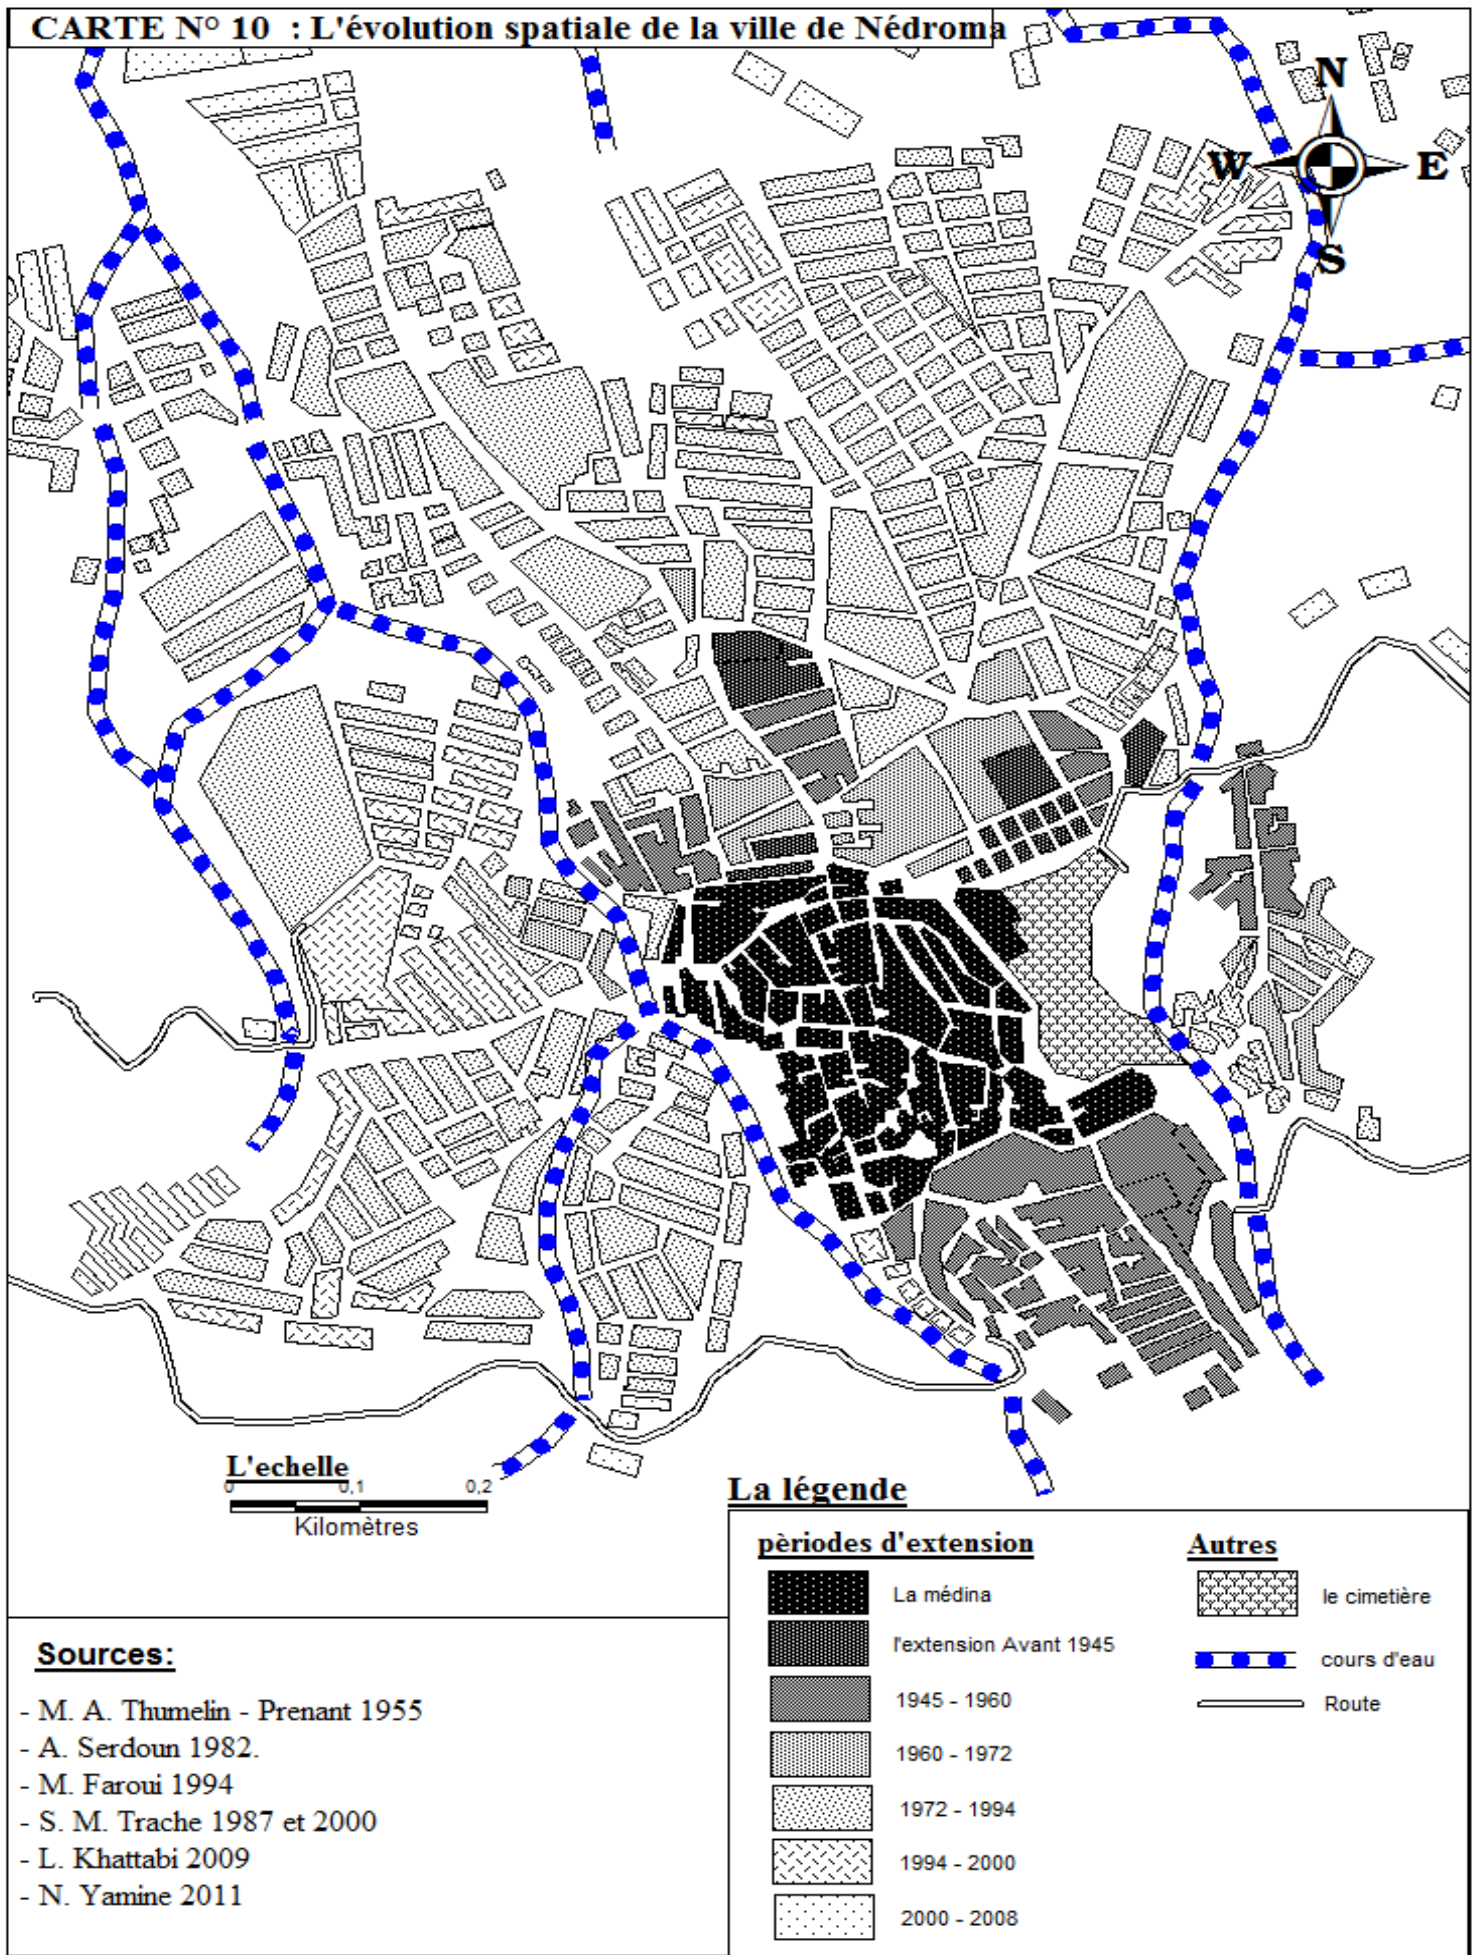 CARTE N° 10 : L'évolution spatiale de la ville de Nédroma
N
W E
S
L'echelle
0 0,1 0,2
Kilomètres
La légende
pèriodes d'extension
La médina
l'extension Avant 1945
1945 - 1960
1960 - 1972
1972 - 1994
1994 - 2000
2000 - 2008
Autres
le cimetière
cours d'eau
Route
Sources:
- M. A. Thumelin - Prenant 1955
- A. Serdoun 1982.
- M. Faroui 1994
- S. M. Trache 1987 et 2000
- L. Khattabi 2009
- N. Yamine 2011